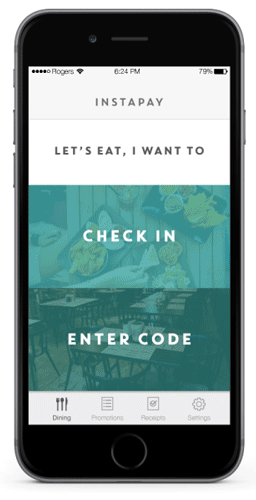 ●●●●○ Rogers 6:24 PM 79%
INSTAPAY
LET'S EAT, I WANT TO
CHECK IN
ENTER CODE
Dining Promotions Receipts Settings